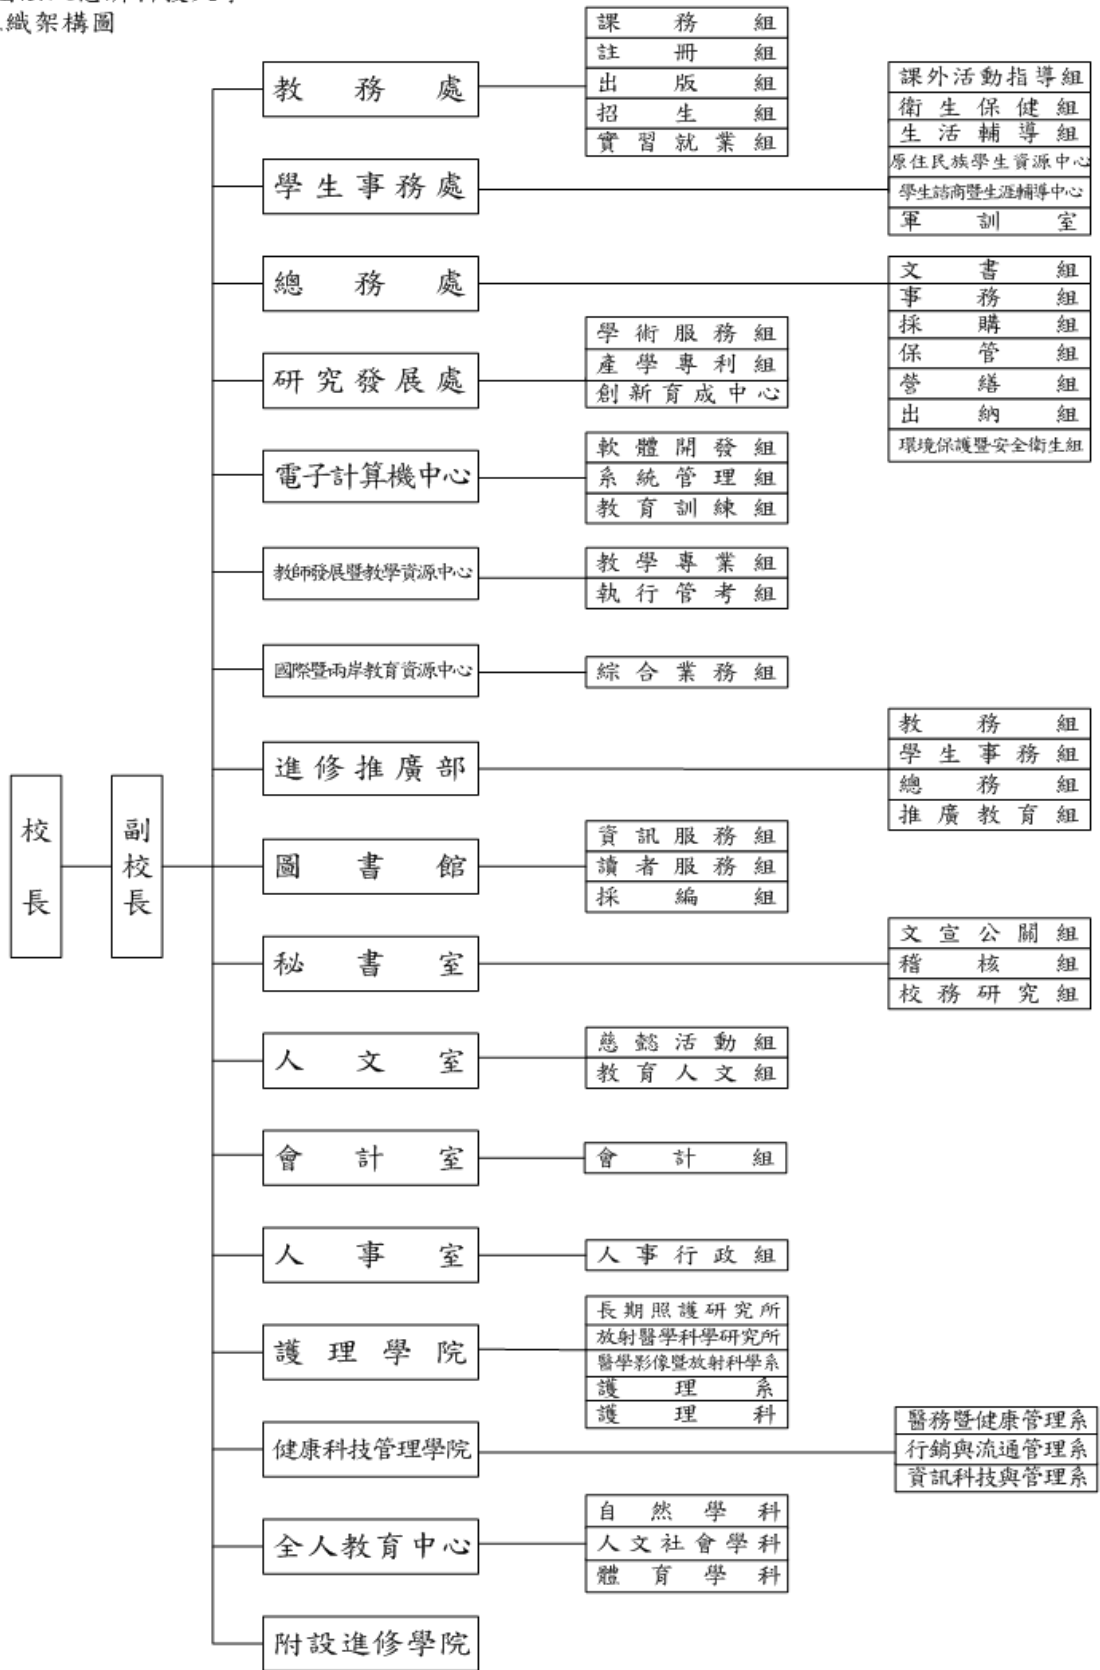 織架構圖
課務組
註冊組
出版組
招生組
實習就業組
教務處
課外活動指導組
衛生保健組
生活輔導組
原住民族學生資源中心
學生諮商暨生涯輔導中心
軍訓室
學生事務處
文書組
事務組
採購組
保管組
營繕組
出納組
環境保護暨安全衛生組
總務處
學術服務組
產學專利組
創新育成中心
研究發展處
軟體開發組
系統管理組
教育訓練組
電子計算機中心
教學專業組
執行管考組
教師發展暨教學資源中心
國際暨兩岸教育資源中心
綜合業務組
教務組
學生事務組
總務組
推廣教育組
進修推廣部
校長
副校長
資訊服務組
讀者服務組
採編組
圖書館
文宣公關組
稽核組
校務研究組
秘書室
慈懿活動組
教育人文組
人文室
會計室
會計組
人事室
人事行政組
長期照護研究所
放射醫學科學研究所
醫學影像暨放射科學系
護理系
護理科
護理學院
醫務暨健康管理系
行銷與流通管理系
資訊科技與管理系
健康科技管理學院
自然學科
人文社會學科
體育學科
全人教育中心
附設進修學院